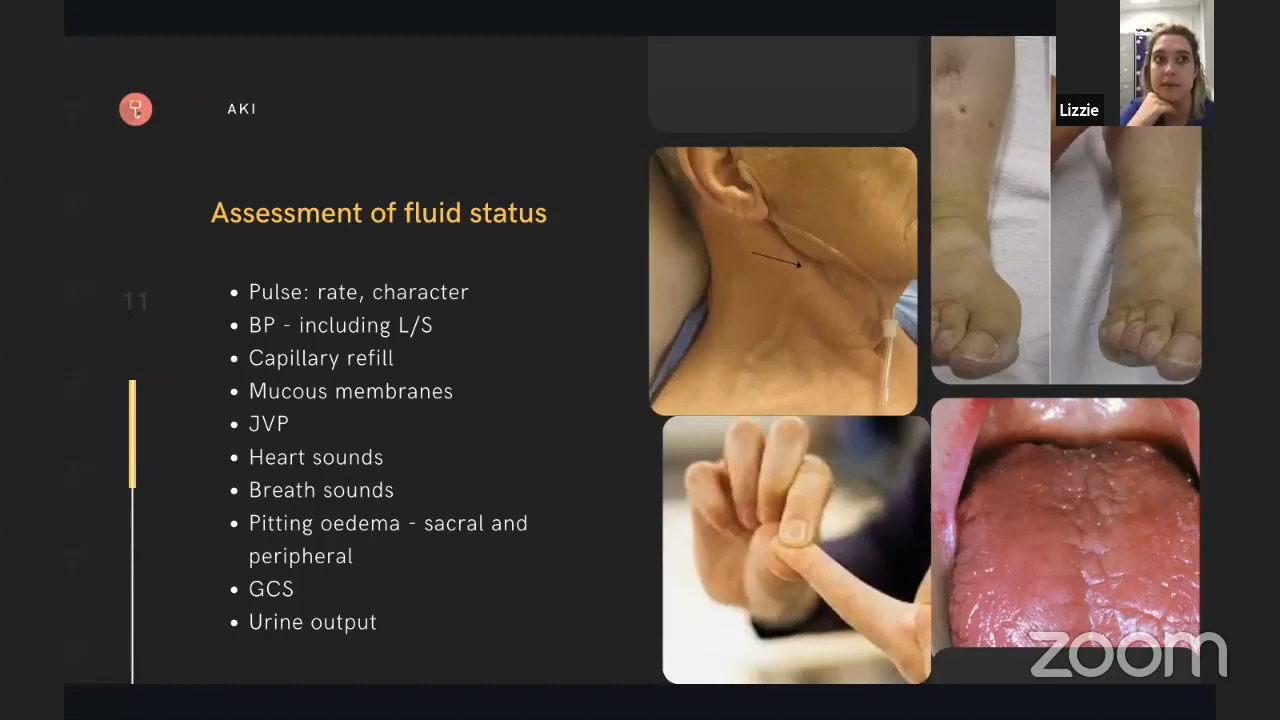 AKI
Lizzie
Assessment of fluid status
11
• Pulse: rate, character
• BP - including L/S
• Capillary refill
• Mucous membranes
• JVP
• Heart sounds
• Breath sounds
• Pitting oedema - sacral and
peripheral
• GCS
• Urine output
zoom